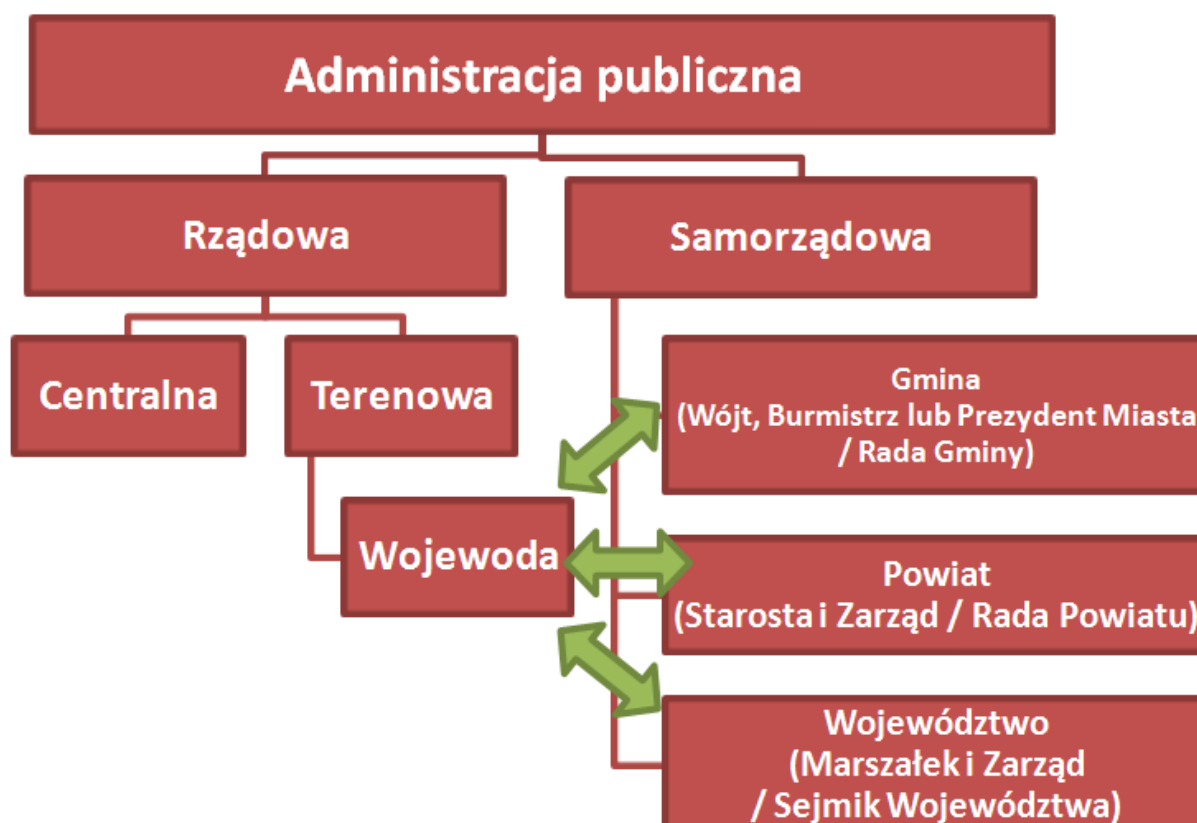 Administracja publiczna
Rządowa
Samorządowa
Centralna
Terenowa
Wojewoda
Gmina
(Wójt, Burmistrz lub Prezydent Miasta
/ Rada Gminy)
Powiat
(Starosta i Zarząd / Rada Powiatu)
Województwo
(Marszałek i Zarząd
/ Sejmik Województwa)